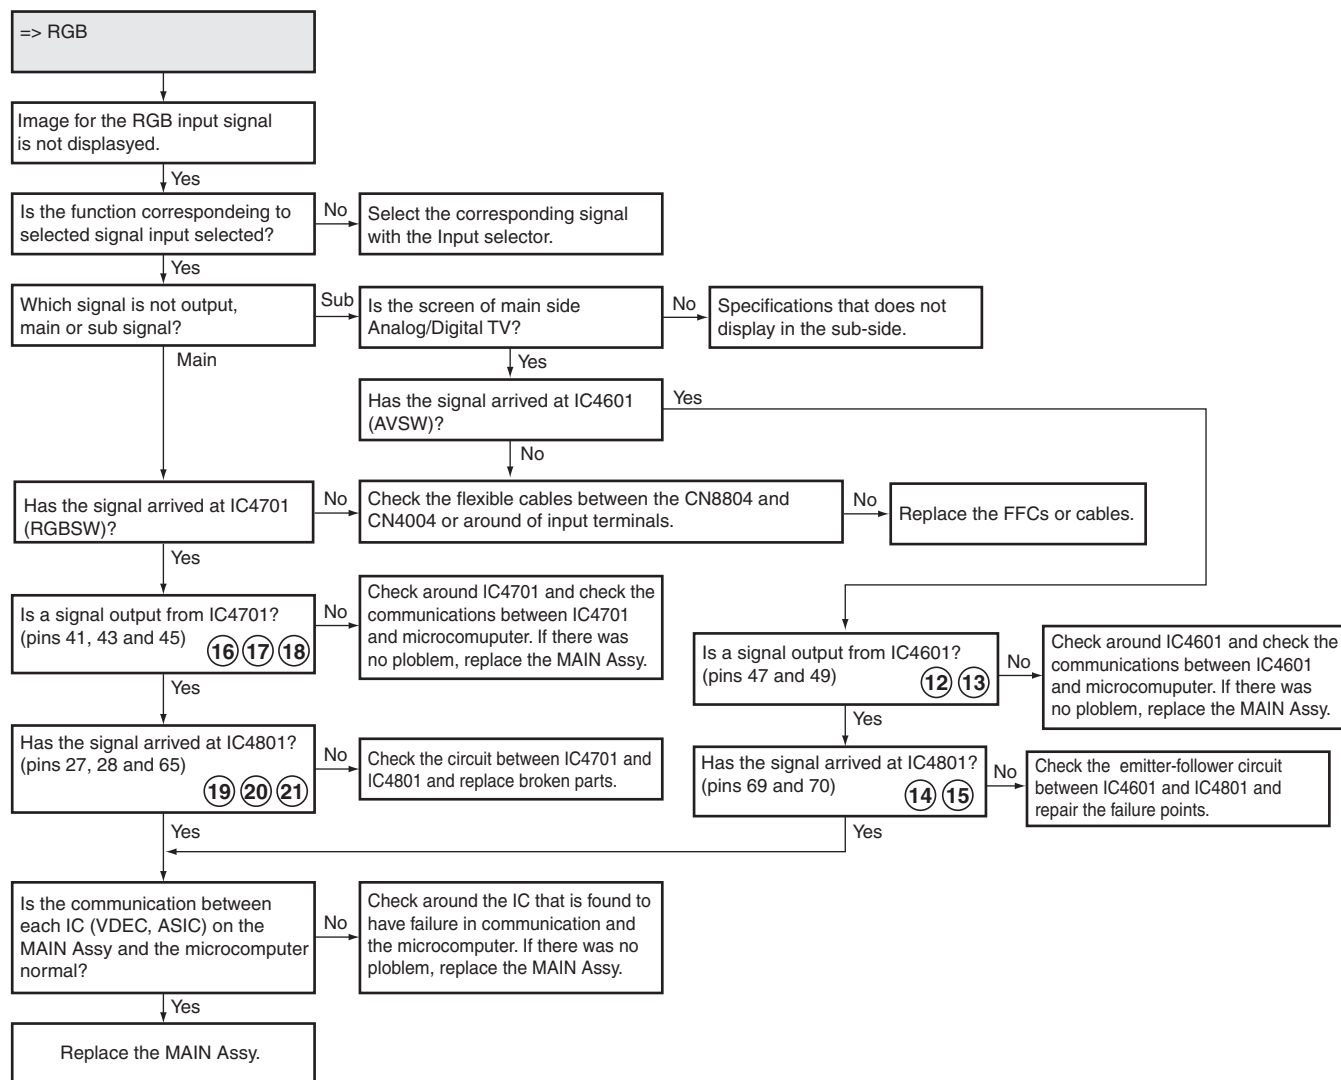 => RGB
Image for the RGB input signal
is not displasyed.
Yes
Is the function correspondeing to
selected signal input selected?
No
Select the corresponding signal
with the Input selector.
Yes
Which signal is not output,
main or sub signal?
Sub
Is the screen of main side
Analog/Digital TV?
No
Specifications that does not
display in the sub-side.
Main
Yes
Has the signal arrived at IC4601
(AVSW)?
Yes
No
Has the signal arrived at IC4701
(RGBSW)?
No
Check the flexible cables between the CN8804 and
CN4004 or around of input terminals.
No
Replace the FFCs or cables.
Yes
Is a signal output from IC4701?
(pins 41, 43 and 45)
16 17 18
No
Check around IC4701 and check the
communications between IC4701
and microcomuputer. If there was
no ploblem, replace the MAIN Assy.
Is a signal output from IC4601?
(pins 47 and 49)
12 13
No
Check around IC4601 and check the
communications between IC4601
and microcomuputer. If there was
no ploblem, replace the MAIN Assy.
Yes
Yes
Has the signal arrived at IC4801?
(pins 27, 28 and 65)
19 20 21
No
Check the circuit between IC4701 and
IC4801 and replace broken parts.
Has the signal arrived at IC4801?
(pins 69 and 70)
14 15
No
Check the emitter-follower circuit
between IC4601 and IC4801 and
repair the failure points.
Yes
Yes
Is the communication between
each IC (VDEC, ASIC) on the
MAIN Assy and the microcomputer
normal?
No
Check around the IC that is found to
have failure in communication and
the microcomputer. If there was no
ploblem, replace the MAIN Assy.
Yes
Replace the MAIN Assy.